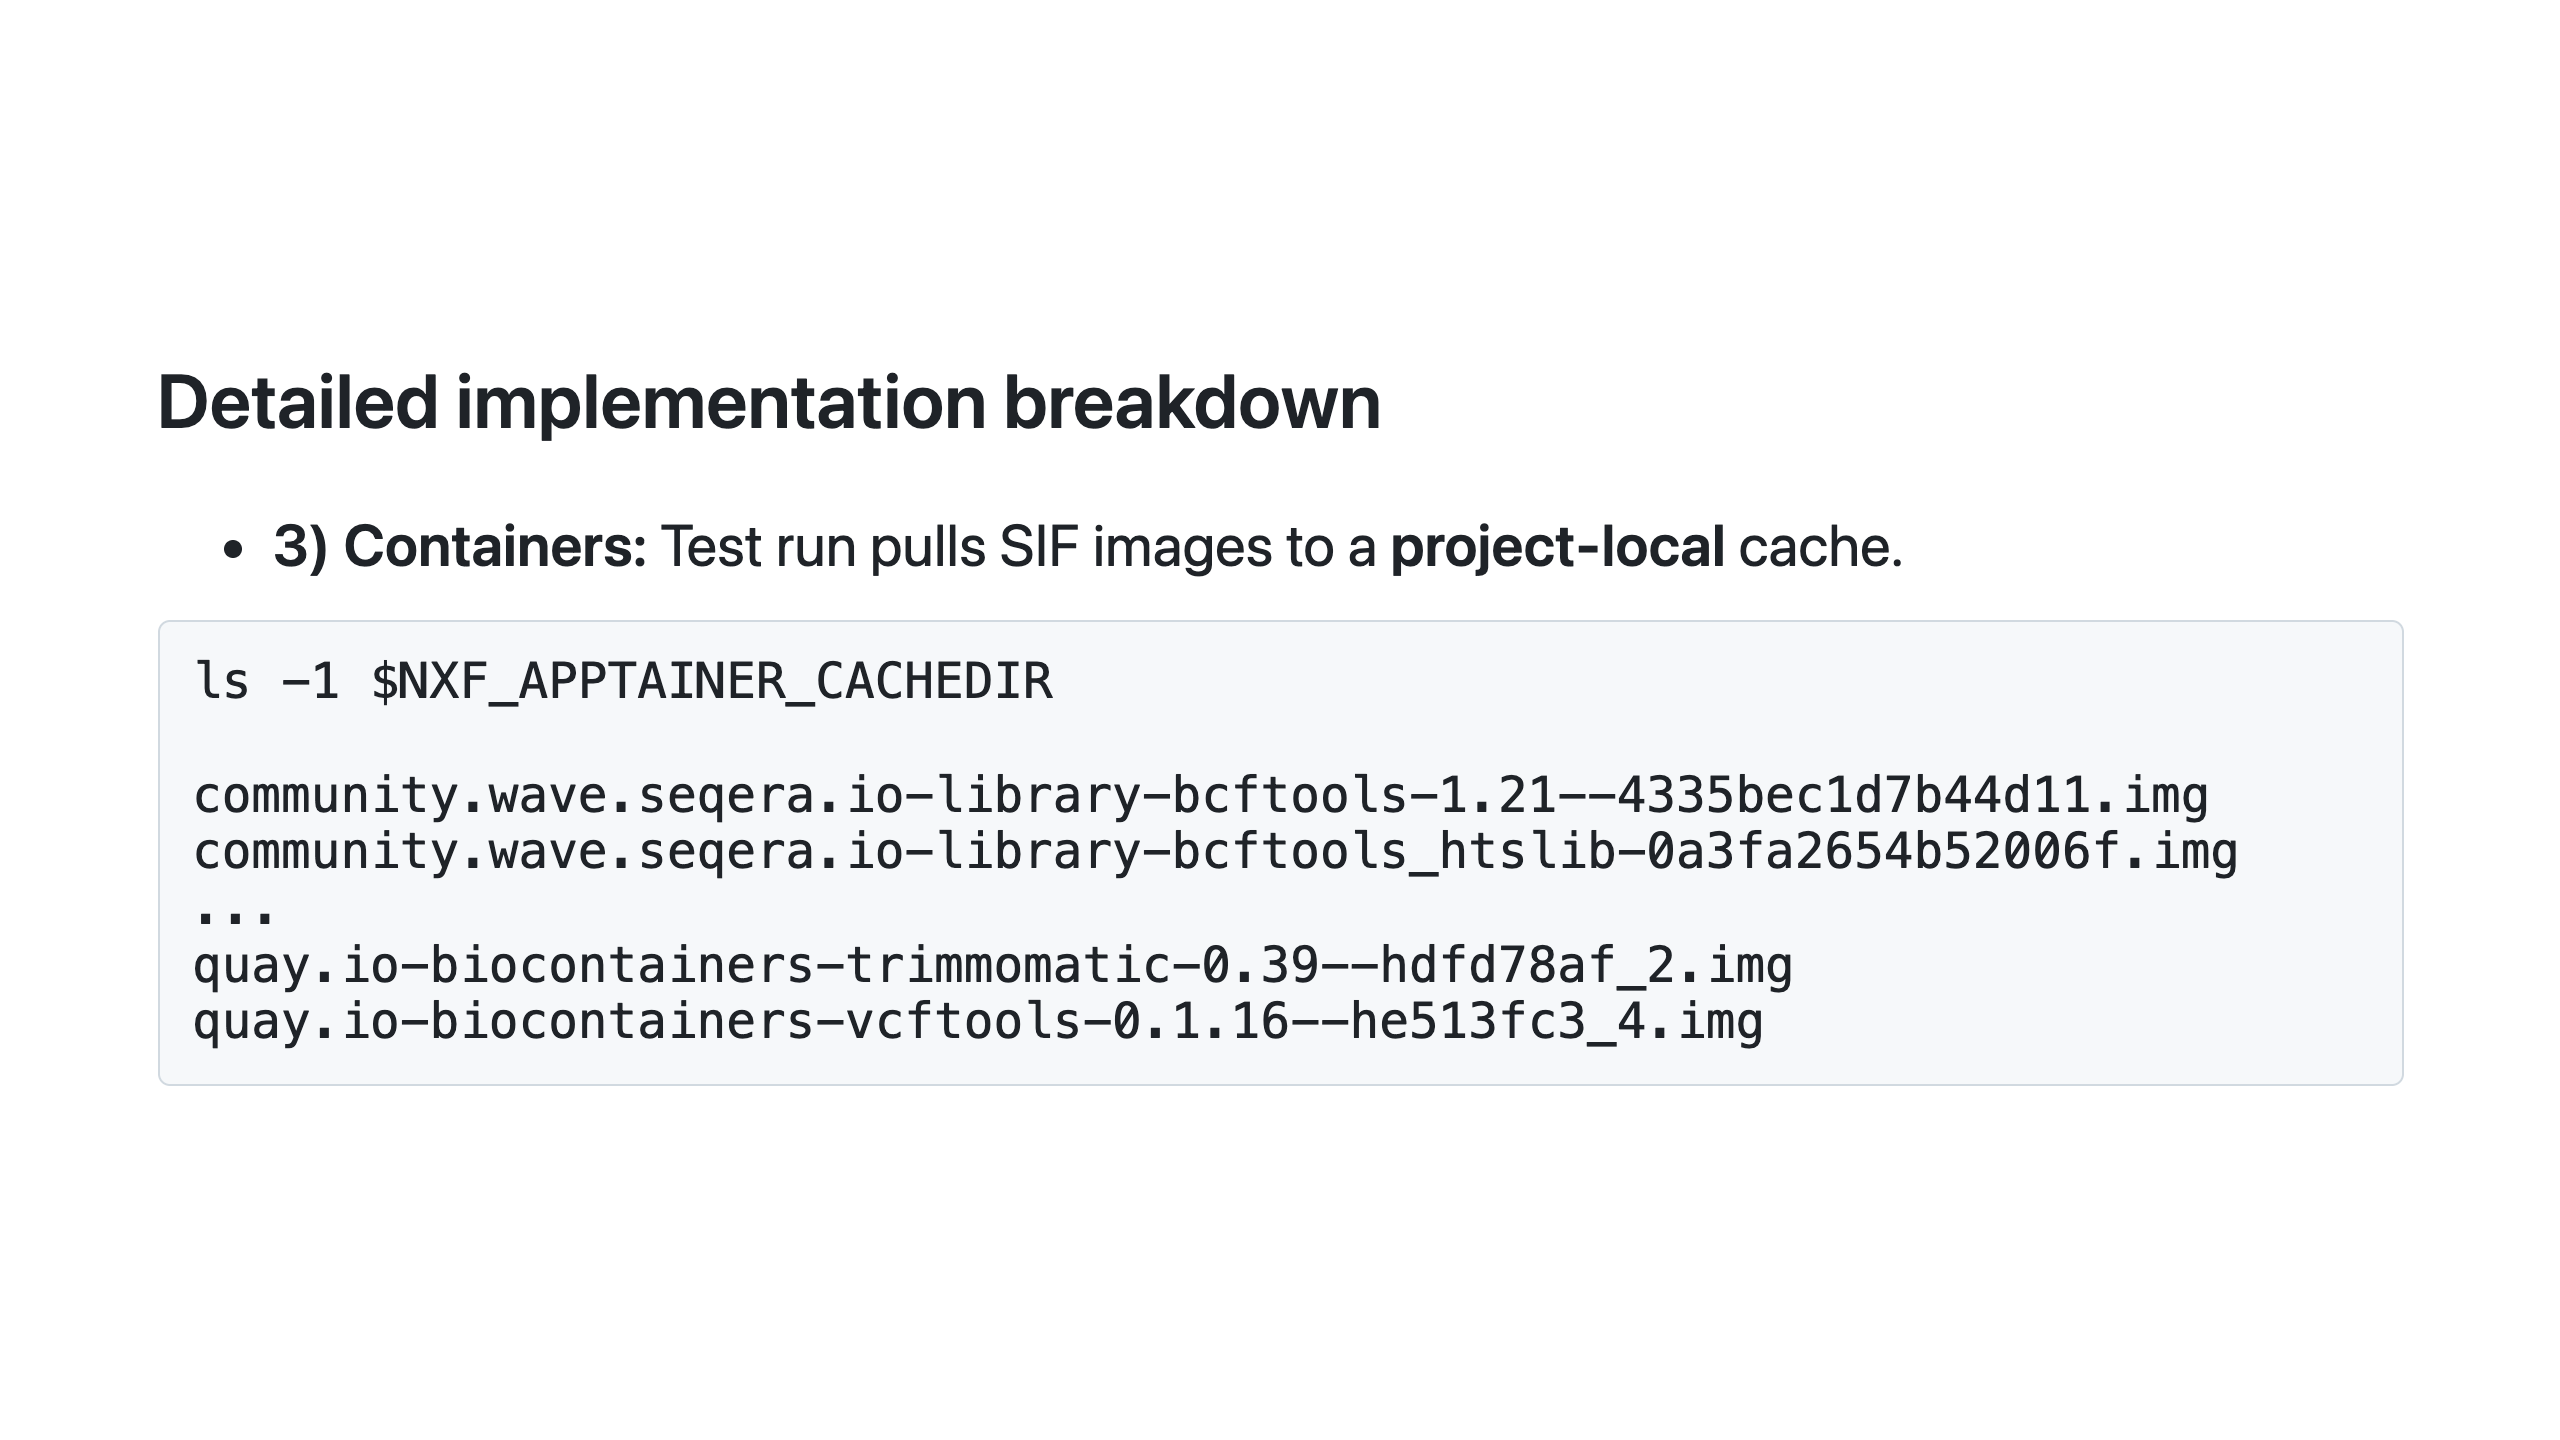 Detailed implementation breakdown
• 3) Containers: Test run pulls SIF images to a project-local cache.
ls -1 $NXF_APPTAINER_CACHEDIR
community.wave.seqera.io-library-bcftools-1.21--4335bec1d7b44d11.img
community.wave.seqera.io-library-bcftools_htslib-0a3fa2654b52006f.img
...
quay.io-biocontainers-trimmomatic-0.39--hdfd78af_2.img
quay.io-biocontainers-vcftools-0.1.16--he513fc3_4.img